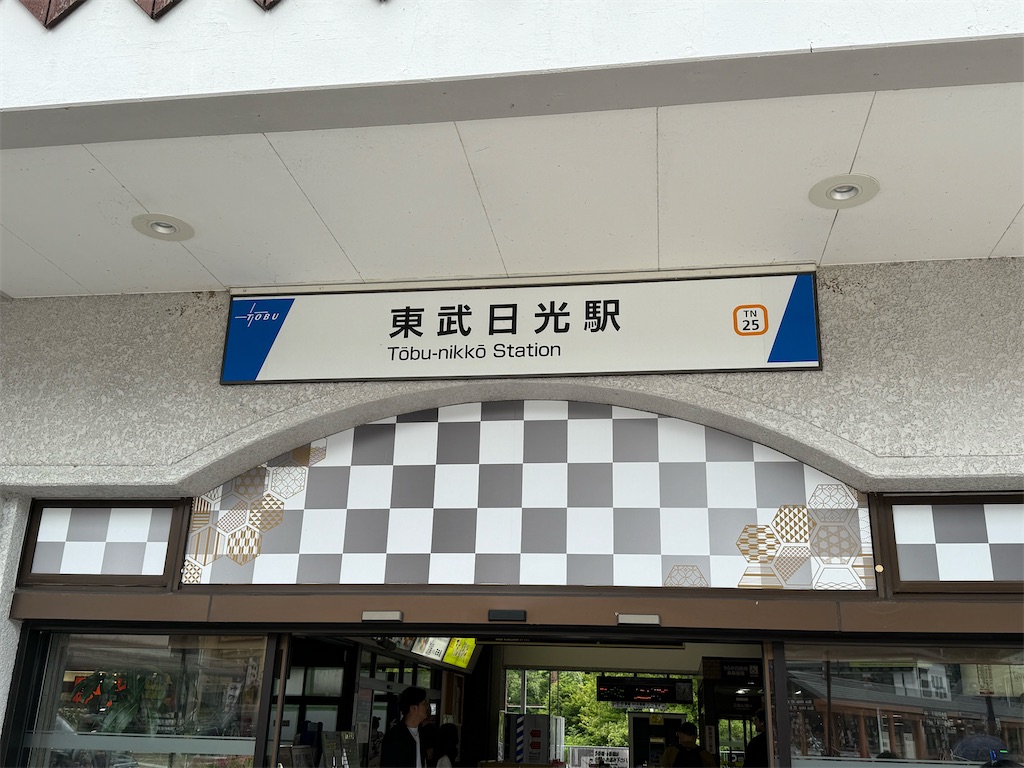 TOBU
東武日光駅
Tōbu-nikkō Station
TN
25